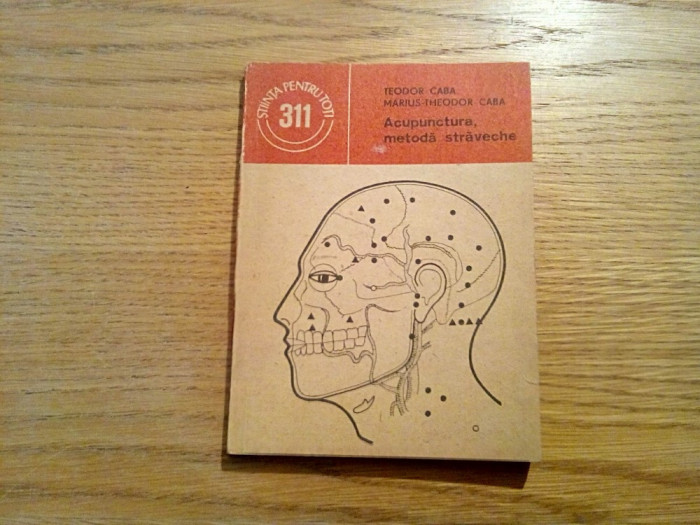 ȘTIINȚA PENTRU TOȚI
311
TEODOR CABA
MARIUS-THEODOR CABA
Acupunctura,
metodă străveche